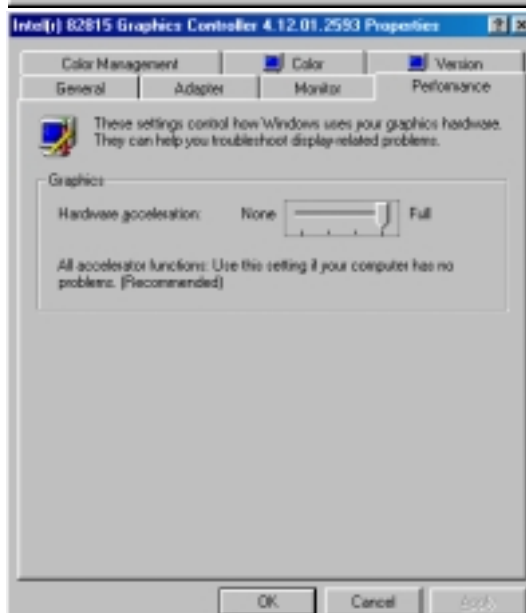 Intel(r) 82815 Graphics Controller 4.12.01.2593 Properties
Color Management Color Version
General Adapter Monitor Performance
These settings control how Windows uses your graphics hardware.
They can help you troubleshoot display-related problems.
Graphics
Hardware acceleration: None Full
All accelerator functions: Use this setting if your computer has no
problems. (Recommended)
OK Cancel Apply